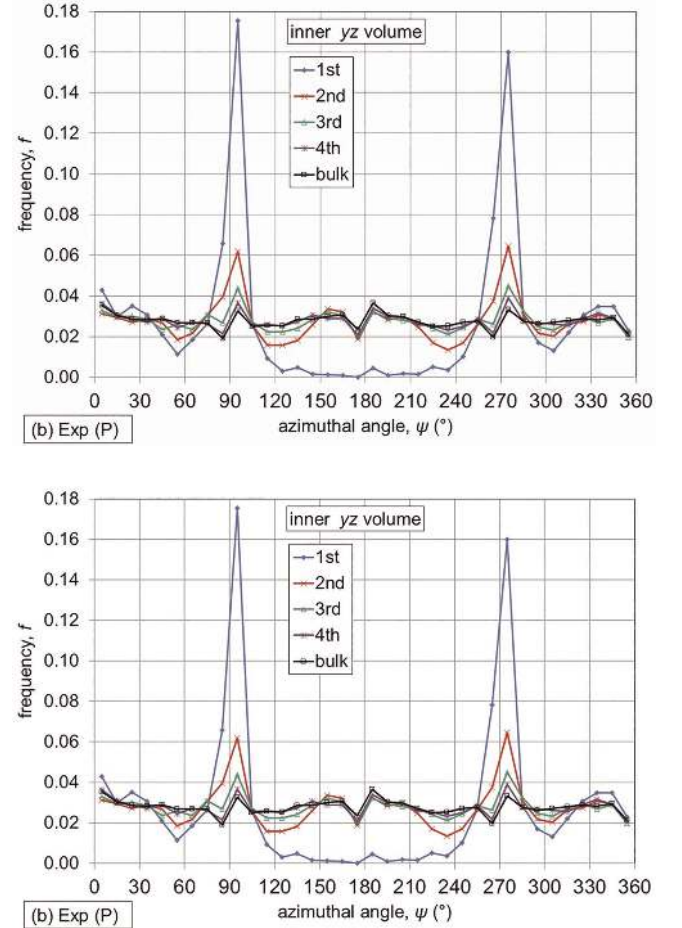 0.18
inner yz volume
0.16
1st
2nd
0.14
3rd
4th
0.12
bulk
0.10
frequency, f
0.08
0.06
0.04
0.02
0.00
0 30 60 90 120 150 180 210 240 270 300 330 360
(b) Exp (P)
azimuthal angle, ψ (°)
0.18
inner yz volume
0.16
1st
2nd
0.14
3rd
4th
0.12
bulk
0.10
frequency, f
0.08
0.06
0.04
0.02
0.00
0 30 60 90 120 150 180 210 240 270 300 330 360
(b) Exp (P)
azimuthal angle, ψ (°)